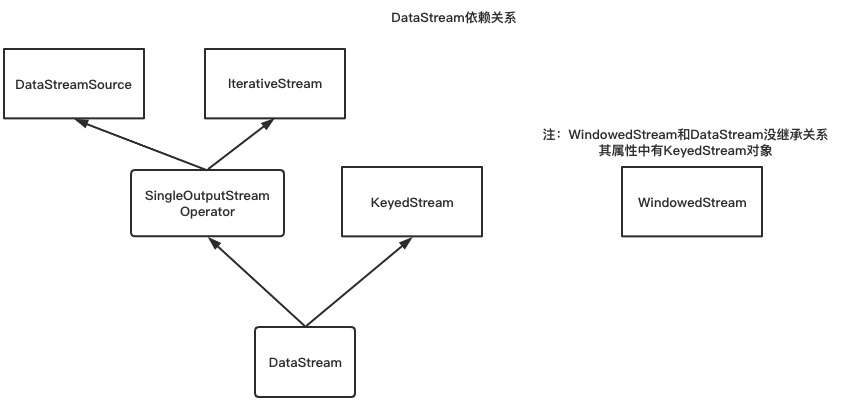 DataStream依赖关系
DataStreamSource
IterativeStream
注：WindowedStream和DataStream没继承关系
其属性中有KeyedStream对象
SingleOutputStream
Operator
KeyedStream
WindowedStream
DataStream